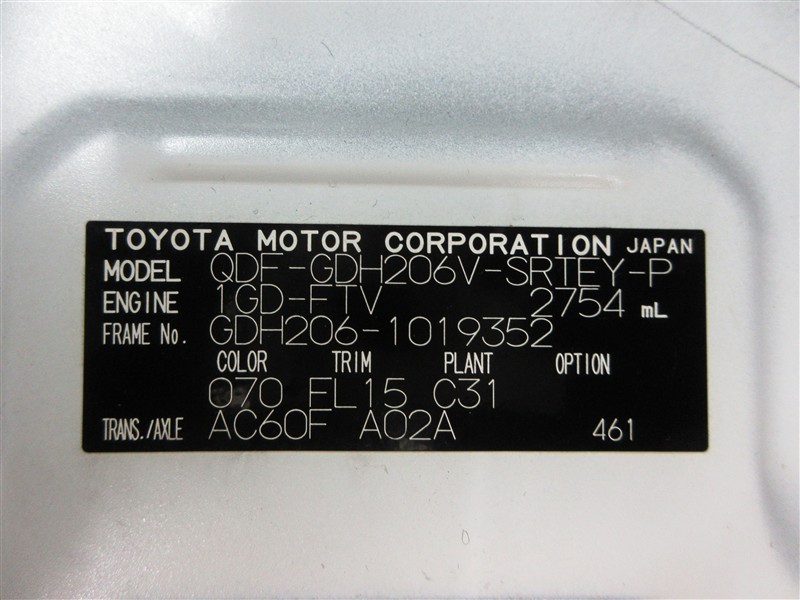 TOYOTA MOTOR CORPORATION JAPAN
MODEL QDF-GDH206V-SRTEY-P
ENGINE 1GD-FTV 2754 mL
FRAME No. GDH206-1019352
COLOR TRIM PLANT OPTION
070 FL15 C31
TRANS./AXLE AC60F A02A 461